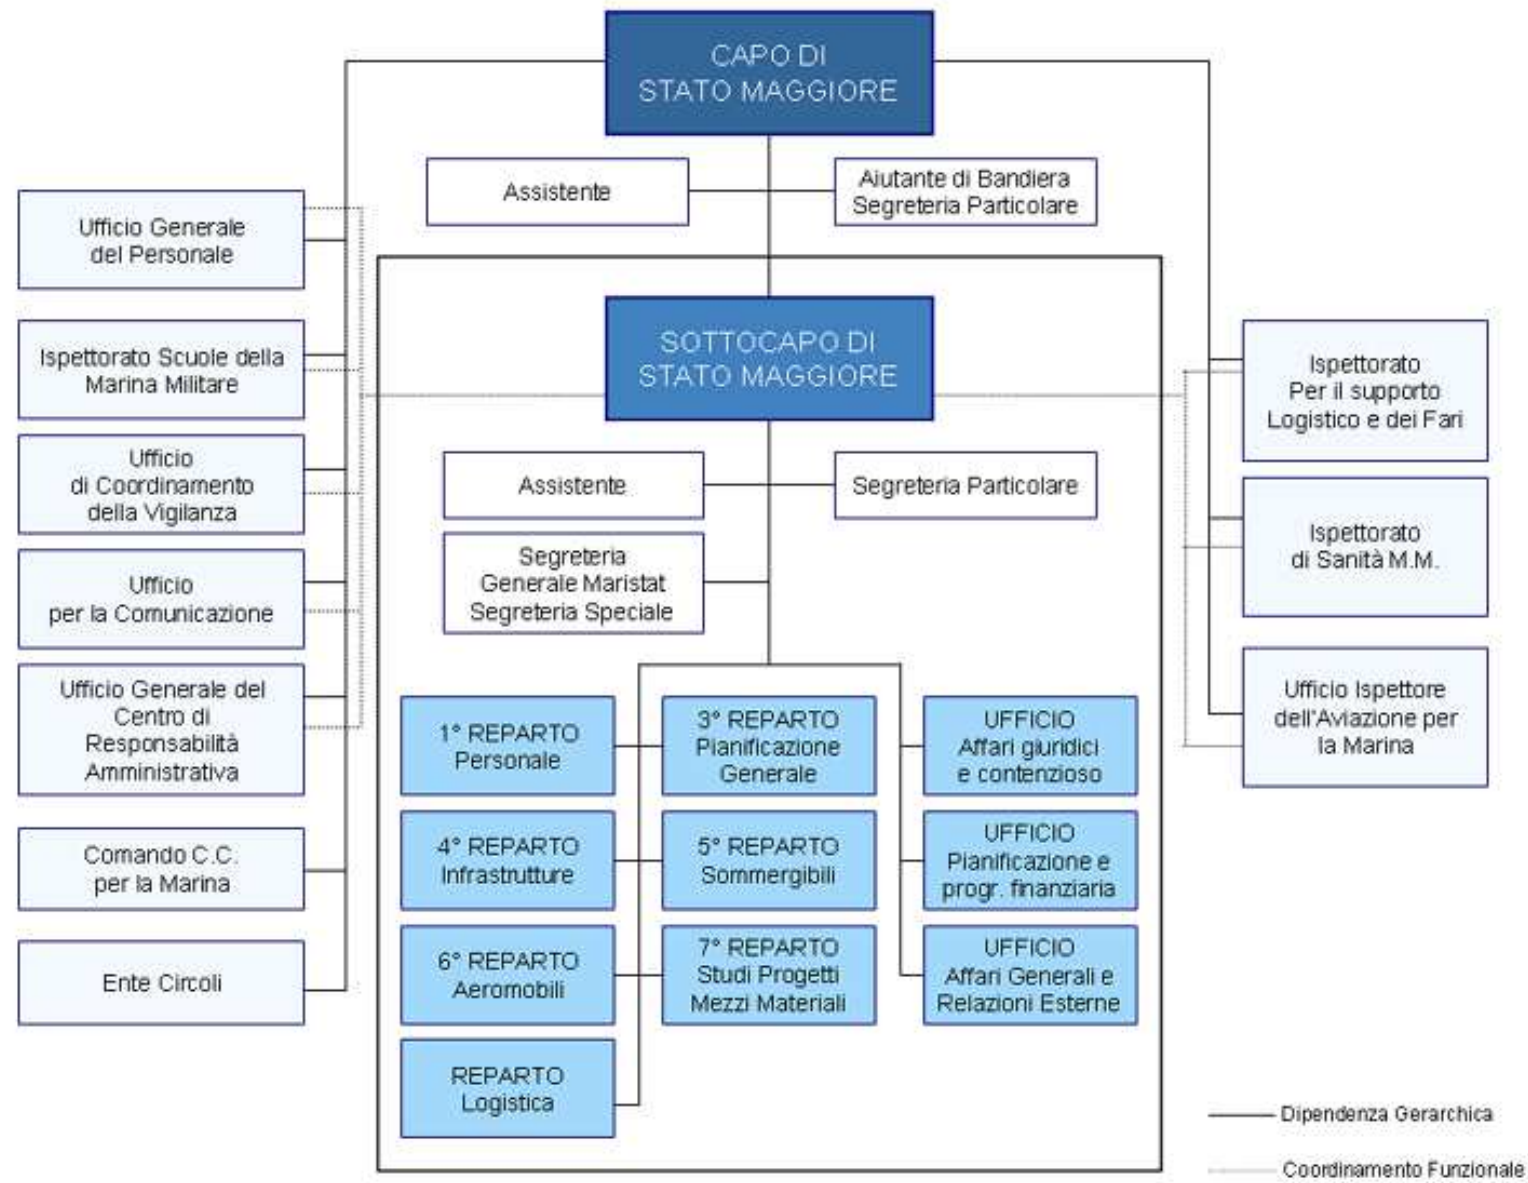 CAPO DI
STATO MAGGIORE
Assistente
Aiutante di Bandiera
Segreteria Particolare
Ufficio Generale
del Personale
Ispettorato Scuole della
Marina Militare
Ufficio
di Coordinamento
della Vigilanza
Ufficio
per la Comunicazione
Ufficio Generale del
Centro di
Responsabilità
Amministrativa
Comando C.C.
per la Marina
Ente Circoli
SOTTOCAPO DI
STATO MAGGIORE
Assistente
Segreteria Particolare
Segreteria
Generale Maristat
Segreteria Speciale
1° REPARTO
Personale
3° REPARTO
Pianificazione
Generale
UFFICIO
Affari giuridici
e contenzioso
4° REPARTO
Infrastrutture
5° REPARTO
Sommergibili
UFFICIO
Pianificazione e
progr. finanziaria
6° REPARTO
Aeromobili
7° REPARTO
Studi Progetti
Mezzi Materiali
UFFICIO
Affari Generali e
Relazioni Esterne
REPARTO
Logistica
Ispettorato
Per il supporto
Logistico e dei Fari
Ispettorato
di Sanità M.M.
Ufficio Ispettore
dell'Aviazione per
la Marina
Dipendenza Gerarchica
Coordinamento Funzionale